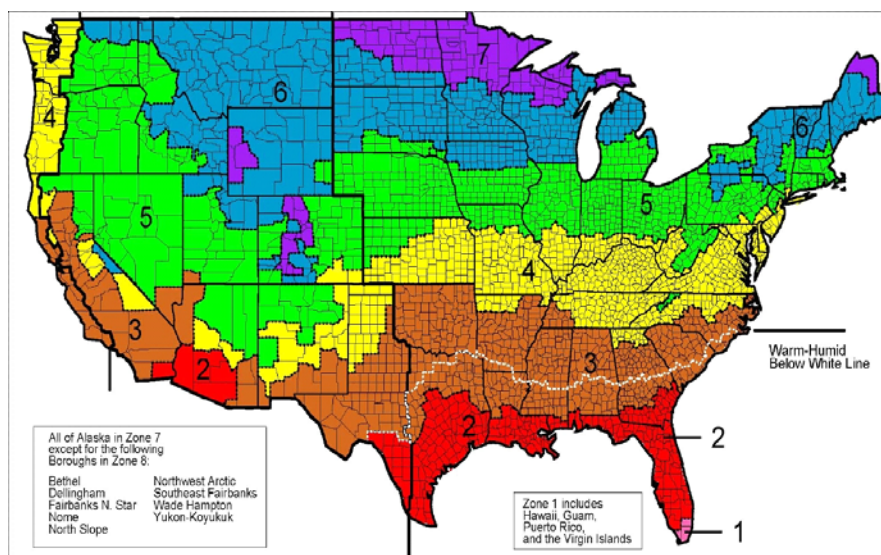 7
6
6
4
5
5
4
3
3
2
2
2
1
Warm-Humid
Below White Line
All of Alaska in Zone 7
except for the following
Boroughs in Zone 8:
Bethel
Dellingham
Fairbanks N. Star
Nome
North Slope
Northwest Arctic
Southeast Fairbanks
Wade Hampton
Yukon-Koyukuk
Zone 1 includes
Hawaii, Guam,
Puerto Rico,
and the Virgin Islands